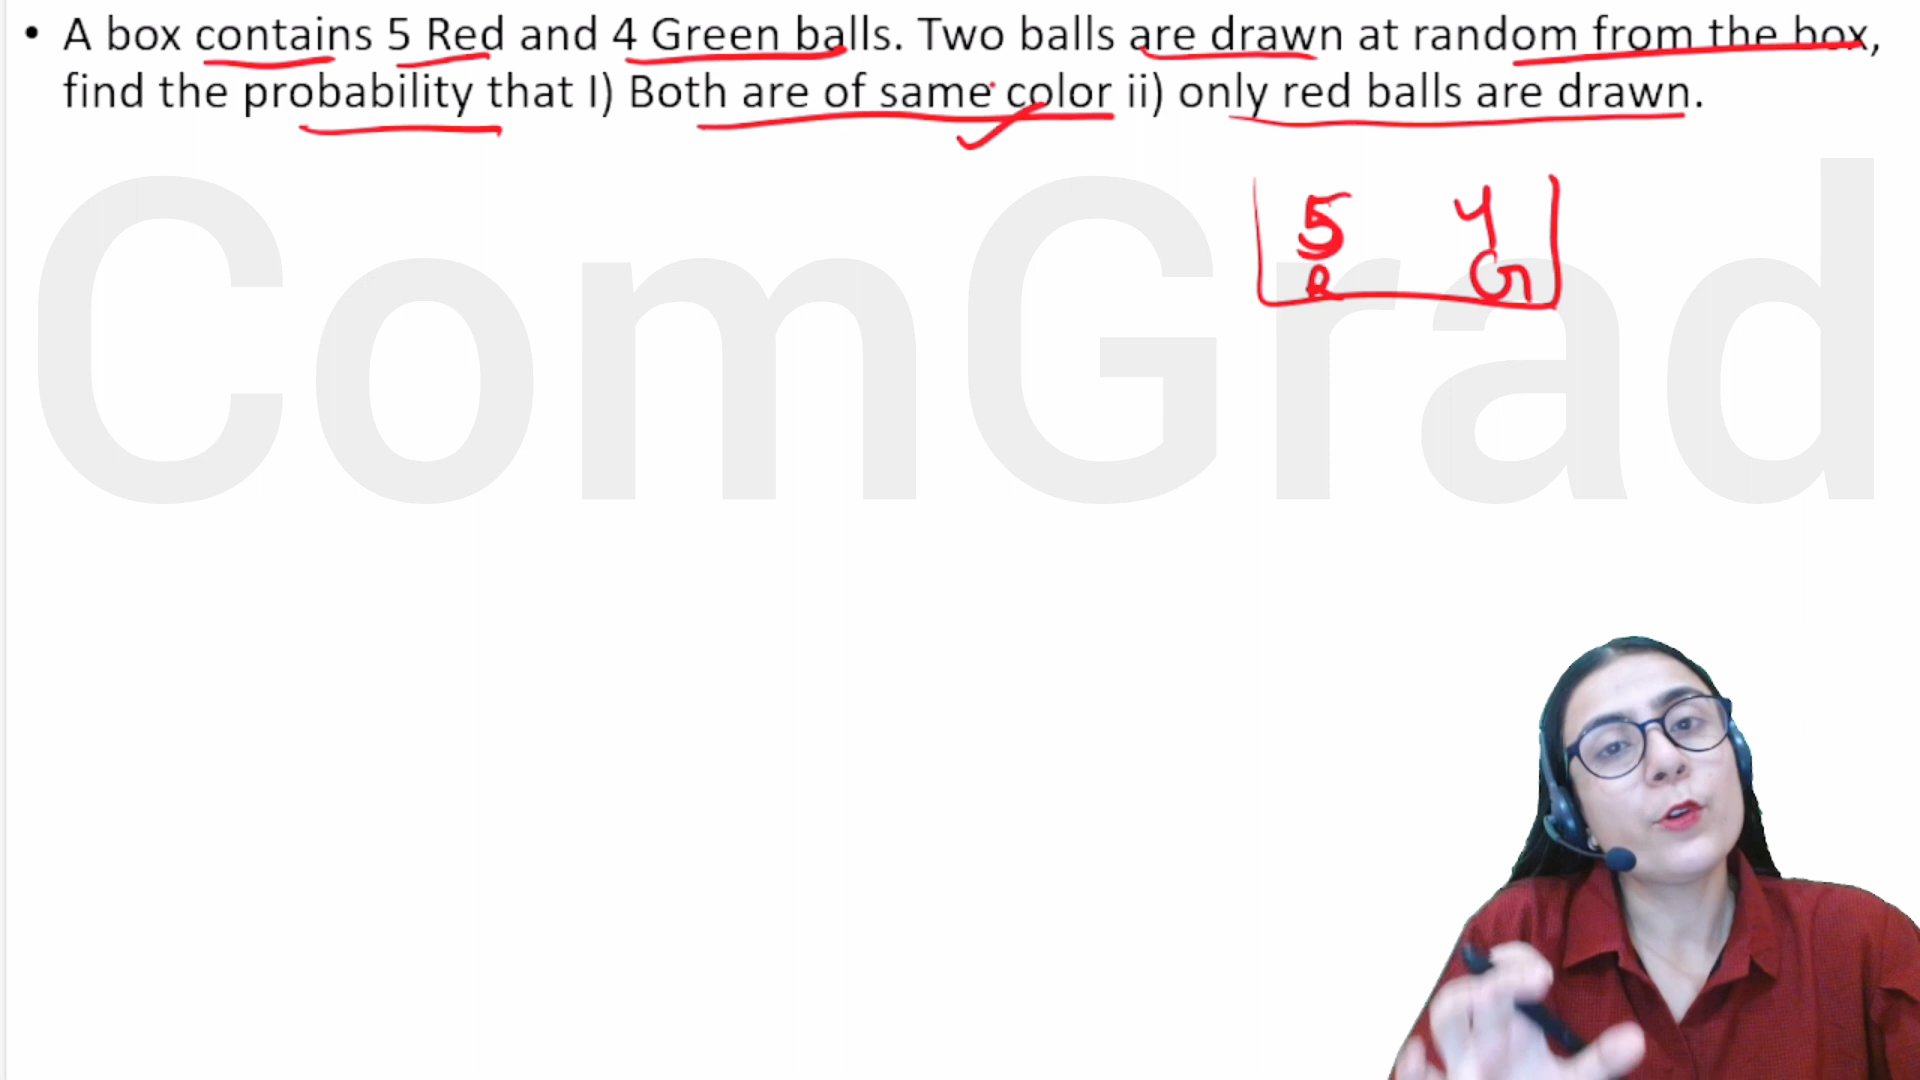 • A box contains 5 Red and 4 Green balls. Two balls are drawn at random from the box,
find the probability that I) Both are of same color ii) only red balls are drawn.
5 4
R G
ComGrad